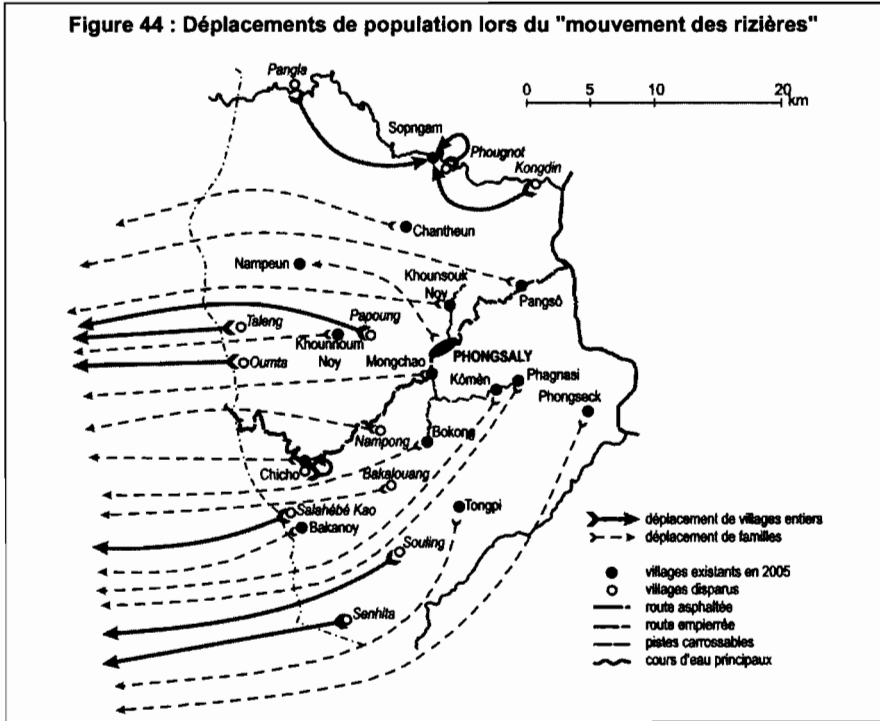 Figure 44 : Déplacements de population lors du "mouvement des rizières"
Pangla
0 5 10 20
km
Sopngam
Phougnot
Kongdin
Chantheun
Nampeun
Khounsouk
Noy
Pangsô
Taleng
Papoung
Khounnoum
Noy
Oumta
Mongchao
PHONGSALY
Kômèn
Phagnasi
Phongseck
Nampong
Bokong
Chicho
Bakalouang
Salahébé Kao
Bakanoy
Tongpi
Souling
Senhita
déplacement de villages entiers
déplacement de familles
villages existants en 2005
villages disparus
route asphaltée
route empierrée
pistes carrossables
cours d'eau principaux